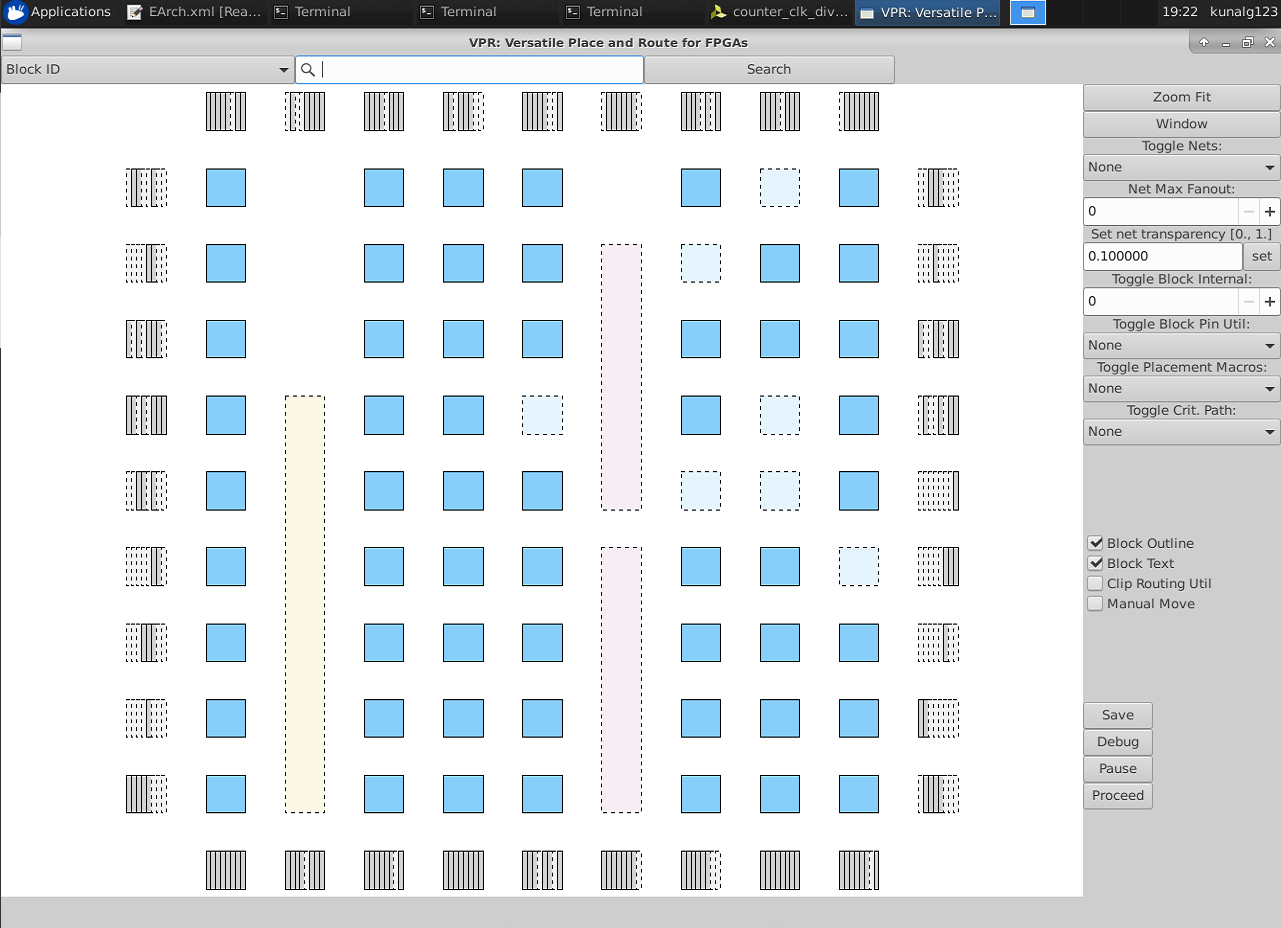 Applications EArch.xml [Rea... Terminal Terminal Terminal counter_clk_div... VPR: Versatile P... 19:22 kunalg123
VPR: Versatile Place and Route for FPGAs
Block ID Search
Zoom Fit
Window
Toggle Nets:
None
Net Max Fanout:
0
Set net transparency [0., 1.]
0.100000 set
Toggle Block Internal:
0
Toggle Block Pin Util:
None
Toggle Placement Macros:
None
Toggle Crit. Path:
None
Block Outline
Block Text
Clip Routing Util
Manual Move
Save
Debug
Pause
Proceed